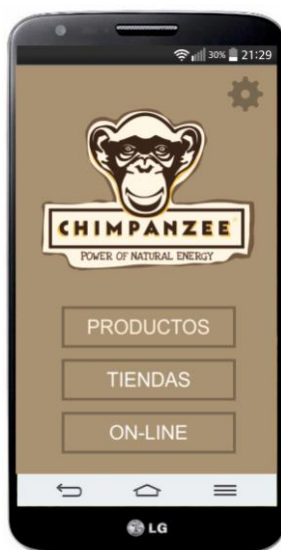 30% 21:29
CHIMPANZEE
POWER OF NATURAL ENERGY
PRODUCTOS
TIENDAS
ON-LINE
LG